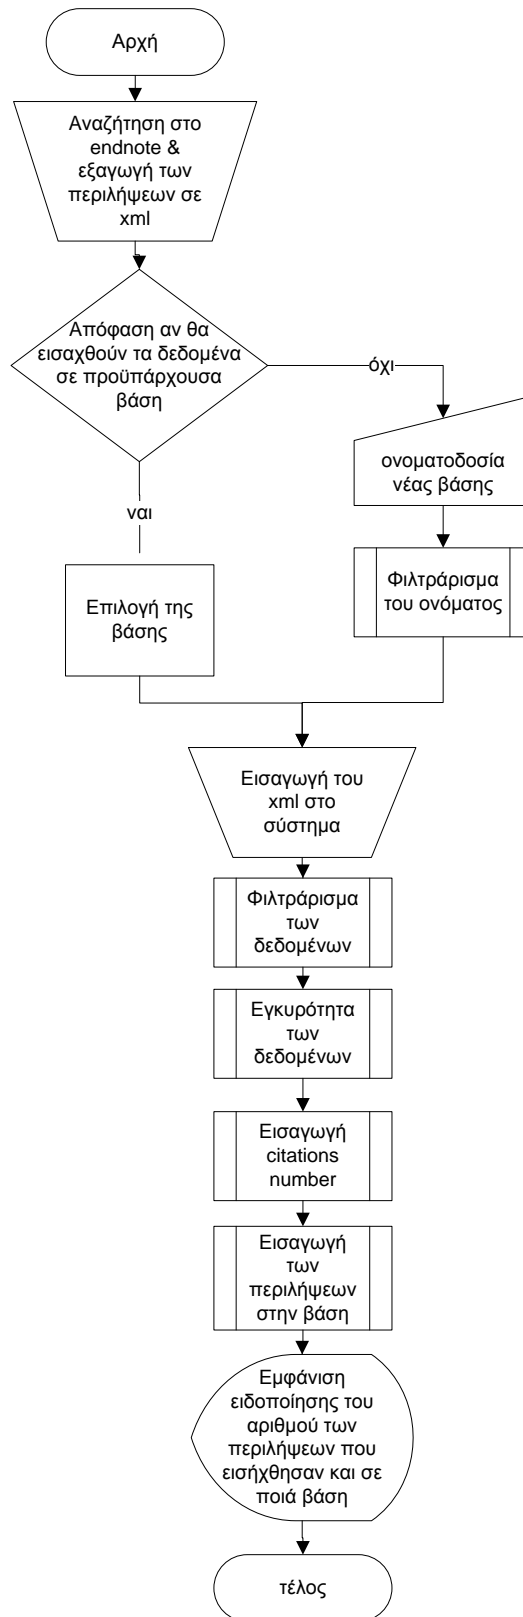 Αρχή
Αναζήτηση στο
endnote &
εξαγωγή των
περιλήψεων σε
xml
Απόφαση αν θα
εισαχθούν τα δεδομένα
σε προϋπάρχουσα
βάση
όχι
ονοματοδοσία
νέας βάσης
ναι
Φιλτράρισμα
του ονόματος
Επιλογή της
βάσης
Εισαγωγή του
xml στο
σύστημα
Φιλτράρισμα
των
δεδομένων
Εγκυρότητα
των
δεδομένων
Εισαγωγή
citations
number
Εισαγωγή
των
περιλήψεων
στην βάση
Εμφάνιση
ειδοποίησης του
αριθμού των
περιλήψεων που
εισήχθησαν και σε
ποιά βάση
τέλος